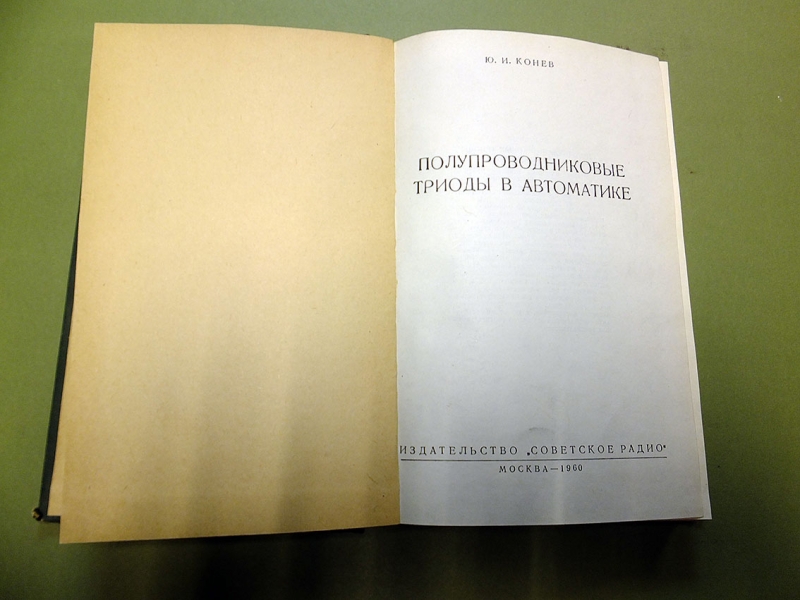 Ю. И. КОНЕВ
ПОЛУПРОВОДНИКОВЫЕ
ТРИОДЫ В АВТОМАТИКЕ
ИЗДАТЕЛЬСТВО „СОВЕТСКОЕ РАДИО“
МОСКВА—1960